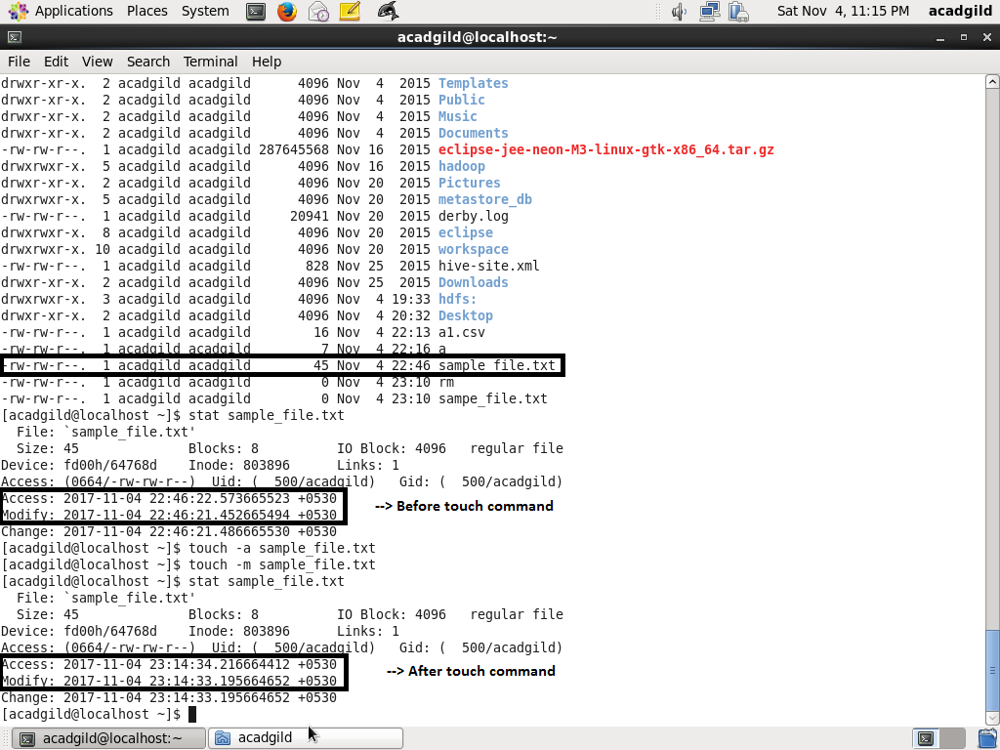 Applications Places System Sat Nov 4, 11:15 PM acadgild
acadgild@localhost:~
File Edit View Search Terminal Help
drwxr-xr-x. 2 acadgild acadgild 4096 Nov 4 2015 Templates
drwxr-xr-x. 2 acadgild acadgild 4096 Nov 4 2015 Public
drwxr-xr-x. 2 acadgild acadgild 4096 Nov 4 2015 Music
drwxr-xr-x. 2 acadgild acadgild 4096 Nov 4 2015 Documents
-rw-rw-r--. 1 acadgild acadgild 287645568 Nov 16 2015 eclipse-jee-neon-M3-linux-gtk-x86_64.tar.gz
drwxr-xr-x. 5 acadgild acadgild 4096 Nov 16 2015 hadoop
drwxr-xr-x. 2 acadgild acadgild 4096 Nov 20 2015 Pictures
drwxrwxr-x. 5 acadgild acadgild 4096 Nov 20 2015 metastore_db
-rw-rw-r--. 1 acadgild acadgild 20941 Nov 20 2015 derby.log
drwxrwxr-x. 8 acadgild acadgild 4096 Nov 20 2015 eclipse
drwxrwxr-x. 10 acadgild acadgild 4096 Nov 20 2015 workspace
-rw-rw-r--. 1 acadgild acadgild 828 Nov 25 2015 hive-site.xml
drwxr-xr-x. 2 acadgild acadgild 4096 Nov 25 2015 Downloads
drwxrwxr-x. 3 acadgild acadgild 4096 Nov 4 19:33 hdfs:
drwxr-xr-x. 2 acadgild acadgild 4096 Nov 4 20:32 Desktop
-rw-rw-r--. 1 acadgild acadgild 16 Nov 4 22:13 a1.csv
-rw-rw-r--. 1 acadgild acadgild 7 Nov 4 22:16 a
-rw-rw-r--. 1 acadgild acadgild 45 Nov 4 22:46 sample_file.txt
-rw-rw-r--. 1 acadgild acadgild 0 Nov 4 23:10 rm
-rw-rw-r--. 1 acadgild acadgild 0 Nov 4 23:10 sampe_file.txt
[acadgild@localhost ~]$ stat sample_file.txt
File: `sample_file.txt'
Size: 45 Blocks: 8 IO Block: 4096 regular file
Device: fd00h/64768d Inode: 803896 Links: 1
Access: (0664/-rw-rw-r--) Uid: ( 500/acadgild) Gid: ( 500/acadgild)
Access: 2017-11-04 22:46:22.573665523 +0530
--> Before touch command
Modify: 2017-11-04 22:46:21.452665494 +0530
Change: 2017-11-04 22:46:21.486665530 +0530
[acadgild@localhost ~]$ touch -a sample_file.txt
[acadgild@localhost ~]$ touch -m sample_file.txt
[acadgild@localhost ~]$ stat sample_file.txt
File: `sample_file.txt'
Size: 45 Blocks: 8 IO Block: 4096 regular file
Device: fd00h/64768d Inode: 803896 Links: 1
Access: (0664/-rw-rw-r--) Uid: ( 500/acadgild) Gid: ( 500/acadgild)
Access: 2017-11-04 23:14:34.216664412 +0530
--> After touch command
Modify: 2017-11-04 23:14:33.195664652 +0530
Change: 2017-11-04 23:14:33.195664652 +0530
[acadgild@localhost ~]$
acadgild@localhost:~ acadgild